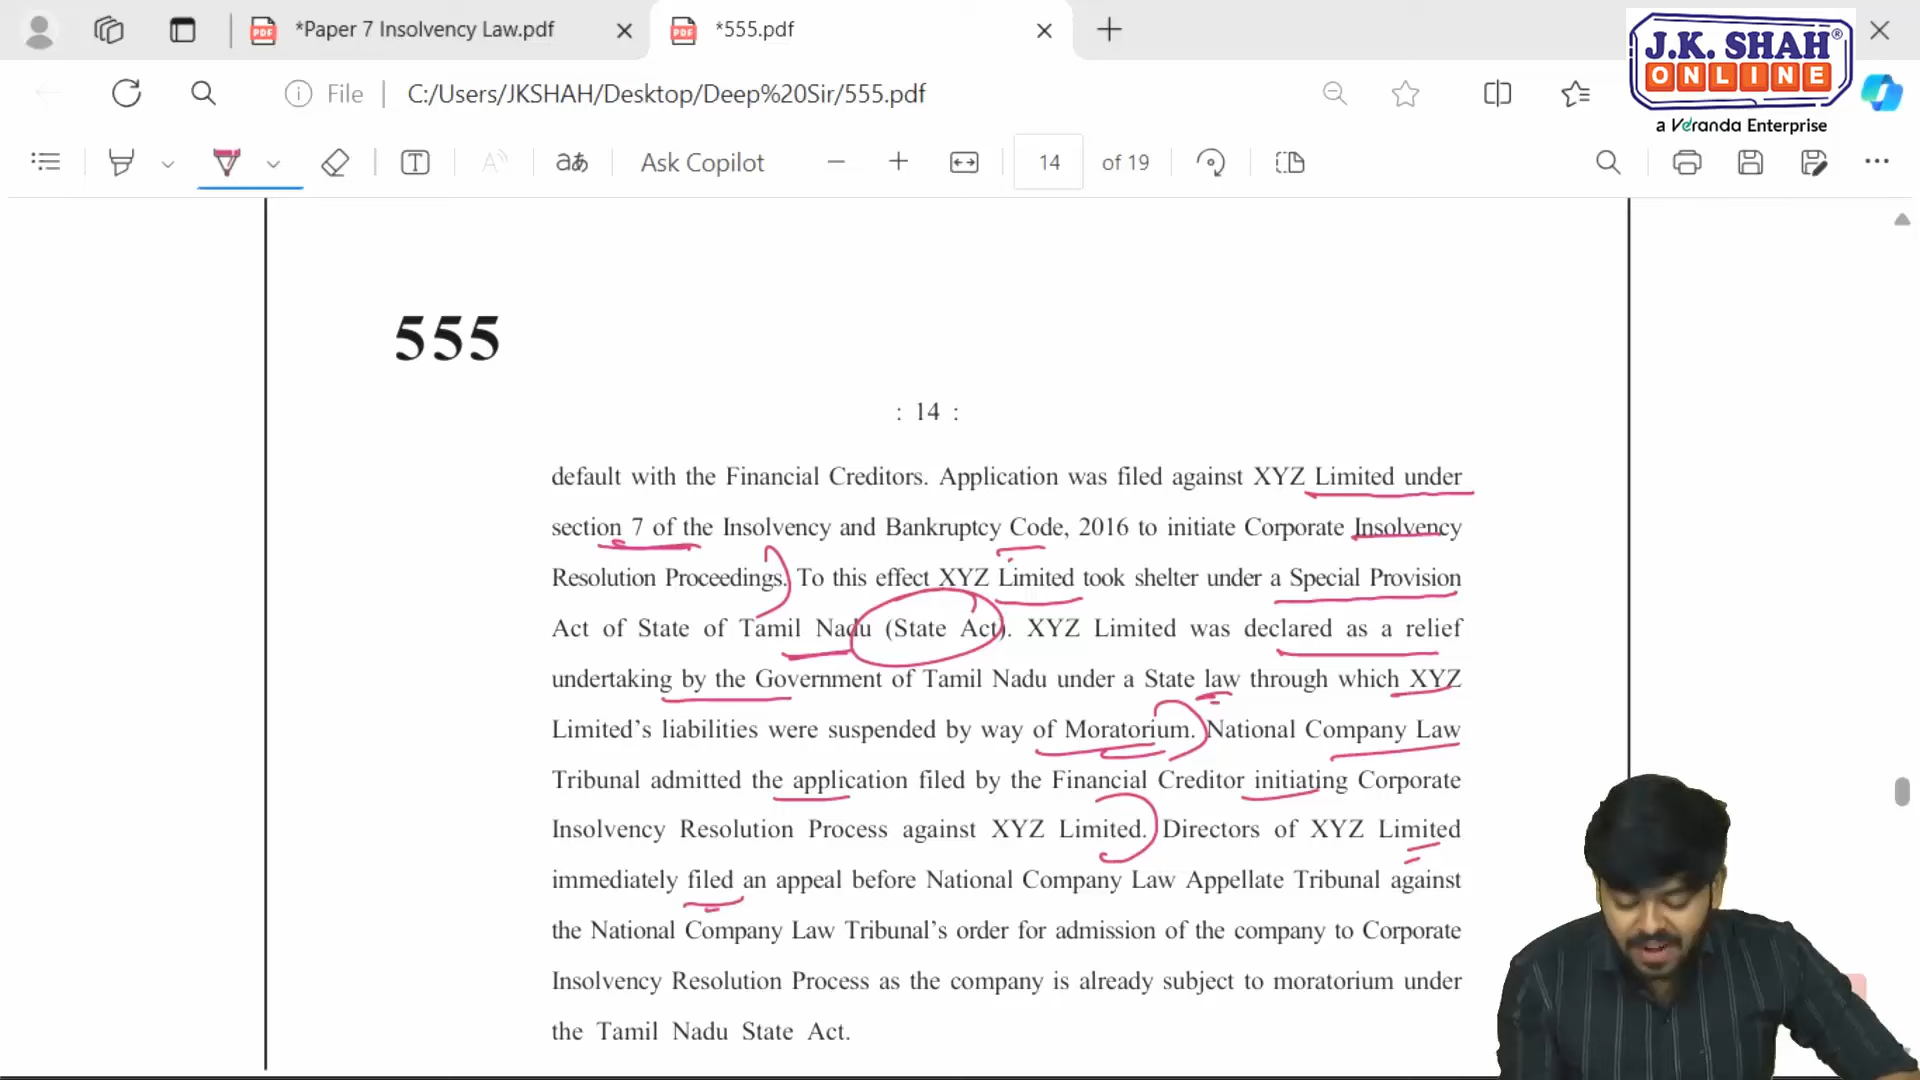 *Paper 7 Insolvency Law.pdf
*555.pdf
J.K. SHAH®
ONLINE
a Veranda Enterprise
File
C:/Users/JKSHAH/Desktop/Deep%20Sir/555.pdf
Ask Copilot
14 of 19
555
: 14 :
default with the Financial Creditors. Application was filed against XYZ Limited under
section 7 of the Insolvency and Bankruptcy Code, 2016 to initiate Corporate Insolvency
Resolution Proceedings. To this effect XYZ Limited took shelter under a Special Provision
Act of State of Tamil Nadu (State Act). XYZ Limited was declared as a relief
undertaking by the Government of Tamil Nadu under a State law through which XYZ
Limited’s liabilities were suspended by way of Moratorium. National Company Law
Tribunal admitted the application filed by the Financial Creditor initiating Corporate
Insolvency Resolution Process against XYZ Limited. Directors of XYZ Limited
immediately filed an appeal before National Company Law Appellate Tribunal against
the National Company Law Tribunal’s order for admission of the company to Corporate
Insolvency Resolution Process as the company is already subject to moratorium under
the Tamil Nadu State Act.